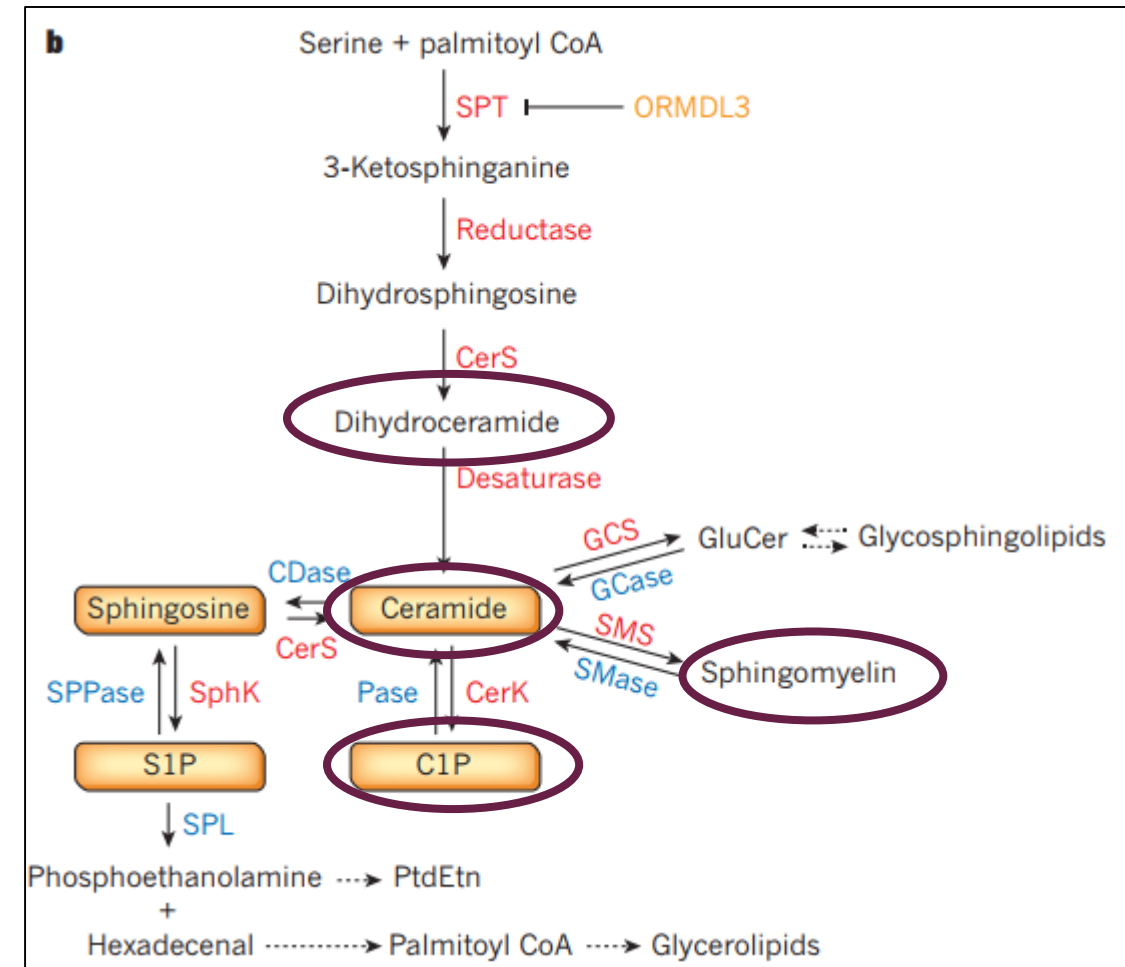 b
Serine + palmitoyl CoA
SPT
ORMDL3
3-Ketosphinganine
Reductase
Dihydrosphingosine
CerS
Dihydroceramide
Desaturase
GCS
GluCer
Glycosphingolipids
GCase
CDase
Sphingosine
Ceramide
CerS
SMS
SMase
Sphingomyelin
SPPase
SphK
Pase
CerK
S1P
C1P
SPL
Phosphoethanolamine
PtdEtn
+
Hexadecenal
Palmitoyl CoA
Glycerolipids